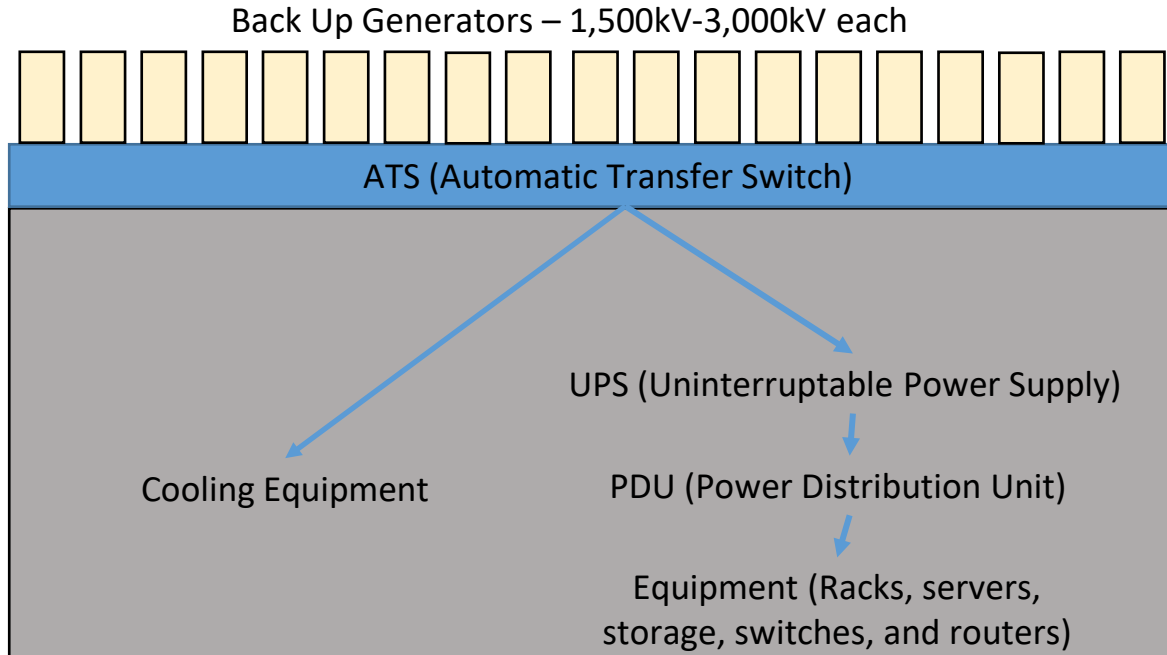 Back Up Generators – 1,500kV-3,000kV each
ATS (Automatic Transfer Switch)
UPS (Uninterruptable Power Supply)
Cooling Equipment
PDU (Power Distribution Unit)
Equipment (Racks, servers,
storage, switches, and routers)